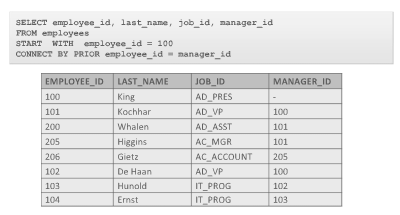 SELECT employee_id, last_name, job_id, manager_id
FROM employees
START  WITH  employee_id = 100
CONNECT BY PRIOR employee_id = manager_id
EMPLOYEE_ID LAST_NAME JOB_ID MANAGER_ID
100 King AD_PRES -
101 Kochhar AD_VP 100
200 Whalen AD_ASST 101
205 Higgins AC_MGR 101
206 Gietz AC_ACCOUNT 205
102 De Haan AD_VP 100
103 Hunold IT_PROG 102
104 Ernst IT_PROG 103